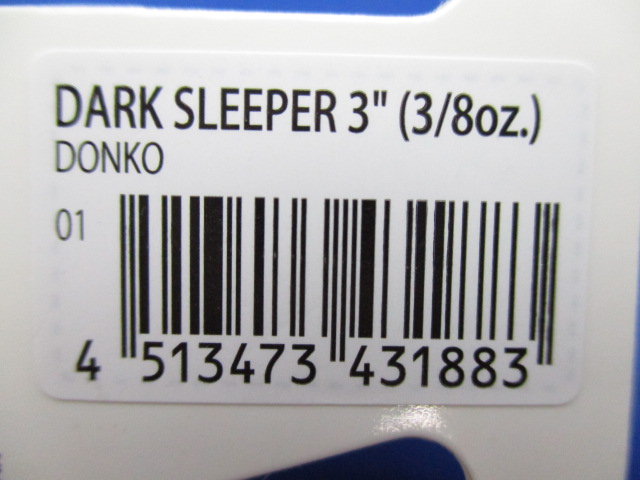 DARK SLEEPER 3" (3/8oz.)
DONKO
01
4 513473 431883